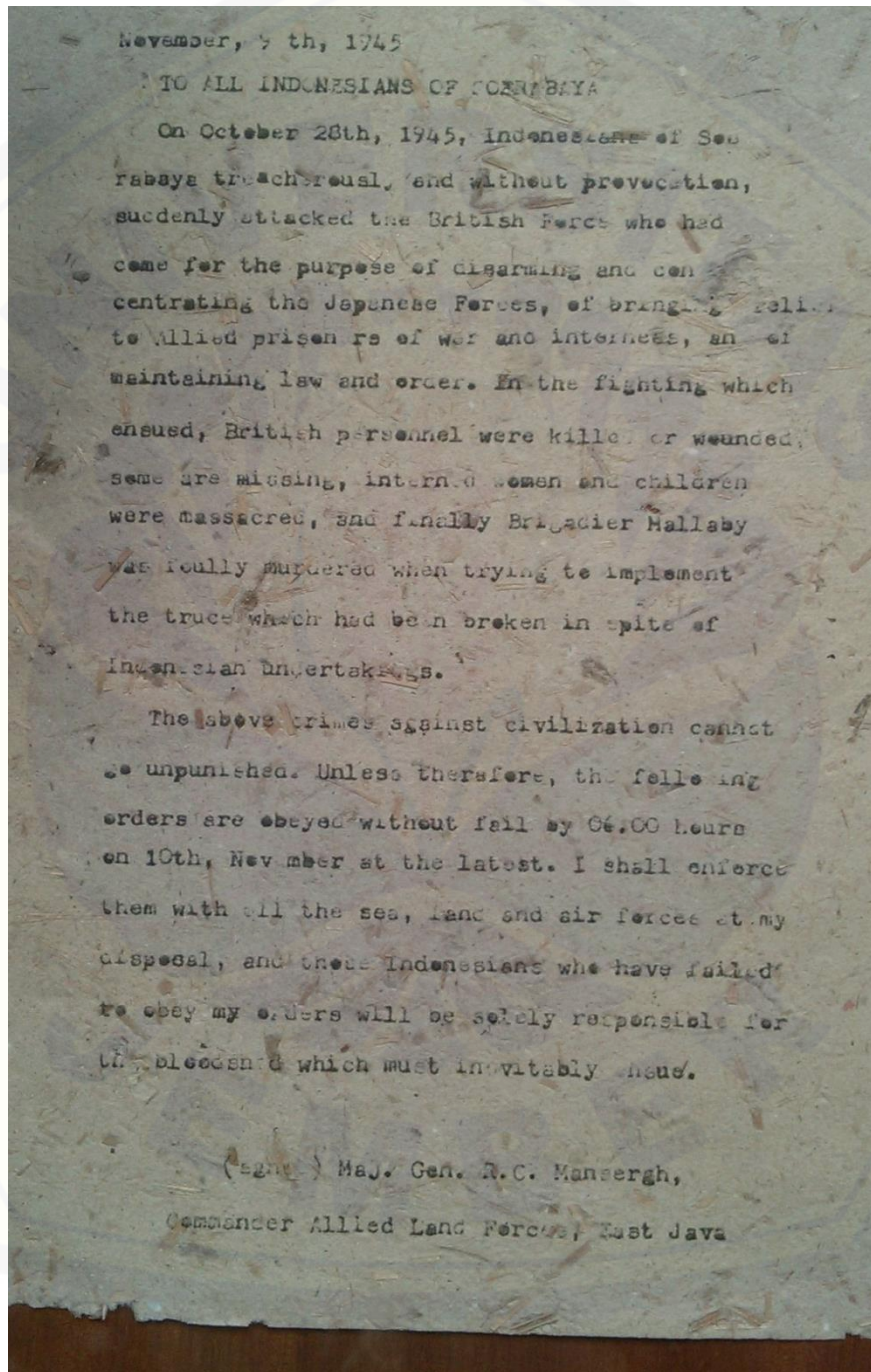 November, 9 th, 1945
TO ALL INDONESIANS OF SOERABAYA
On October 28th, 1945, Indonesians of Soe
rabaya treacherously and without provocation,
suddenly attacked the British Force who had
come for the purpose of disarming and con
centrating the Japanese Forces, of bringing relief
to Allied prisoners of war and internees, and of
maintaining law and order. In the fighting which
ensued, British personnel were killed or wounded,
some are missing, interned women and children
were massacred, and finally Brigadier Mallaby
was foully murdered when trying to implement
the truce which had been broken in spite of
Indonesian undertakings.
The above crimes against civilization cannot
go unpunished. Unless therefore, the following
orders are obeyed without fail by 06.00 hours
on 10th, November at the latest. I shall enforce
them with all the sea, land and air forces at my
disposal, and those Indonesians who have failed
to obey my orders will be solely responsible for
the bloodshed which must inevitably ensue.
Maj. Gen. R.C. Mansergh,
Commander Allied Land Forces, East Java